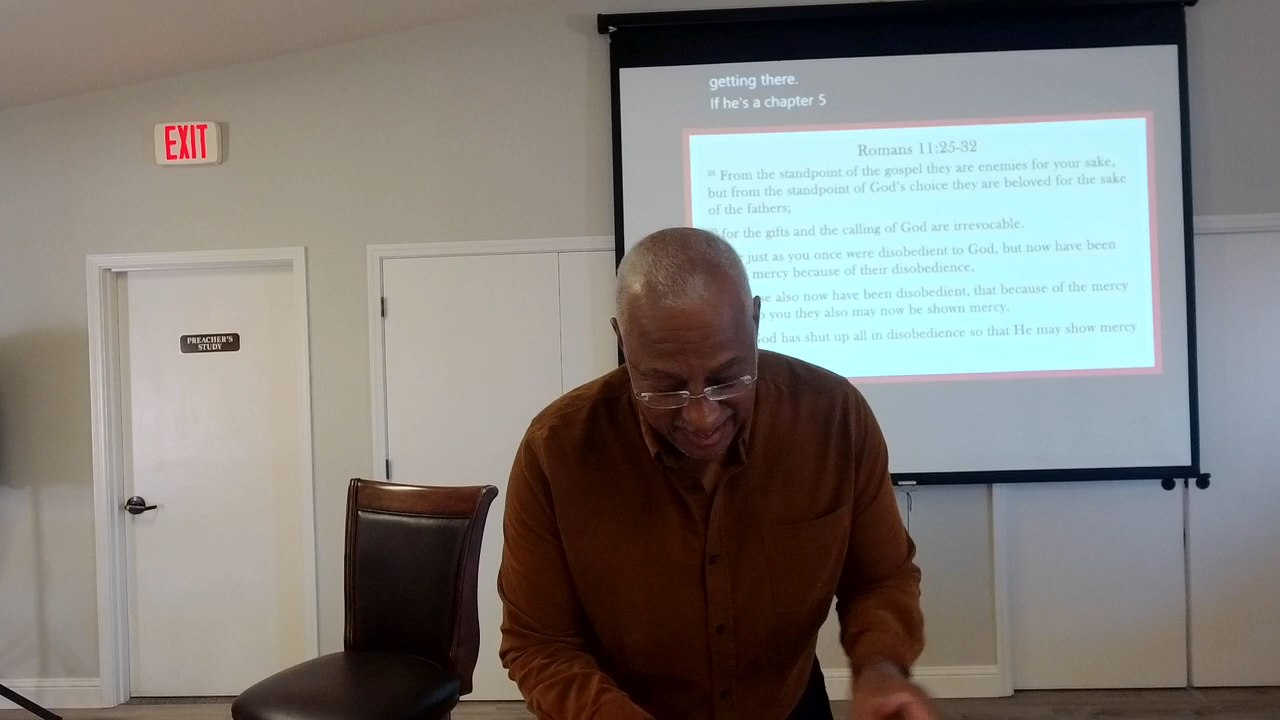 getting there.
If he's a chapter 5
EXIT
Romans 11:25-32
28 From the standpoint of the gospel they are enemies for your sake,
but from the standpoint of God's choice they are beloved for the sake
of the fathers;
for the gifts and the calling of God are irrevocable.
just as you once were disobedient to God, but now have been
mercy because of their disobedience,
also now have been disobedient, that because of the mercy
you they also may now be shown mercy.
God has shut up all in disobedience so that He may show mercy
PREACHER'S
STUDY